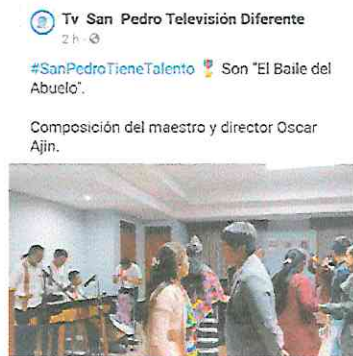 Tv San Pedro Televisión Diferente
2 h ·
#SanPedroTieneTalento 🎖️ Son "El Baile del
Abuelo".
Composición del maestro y director Oscar
Ajin.